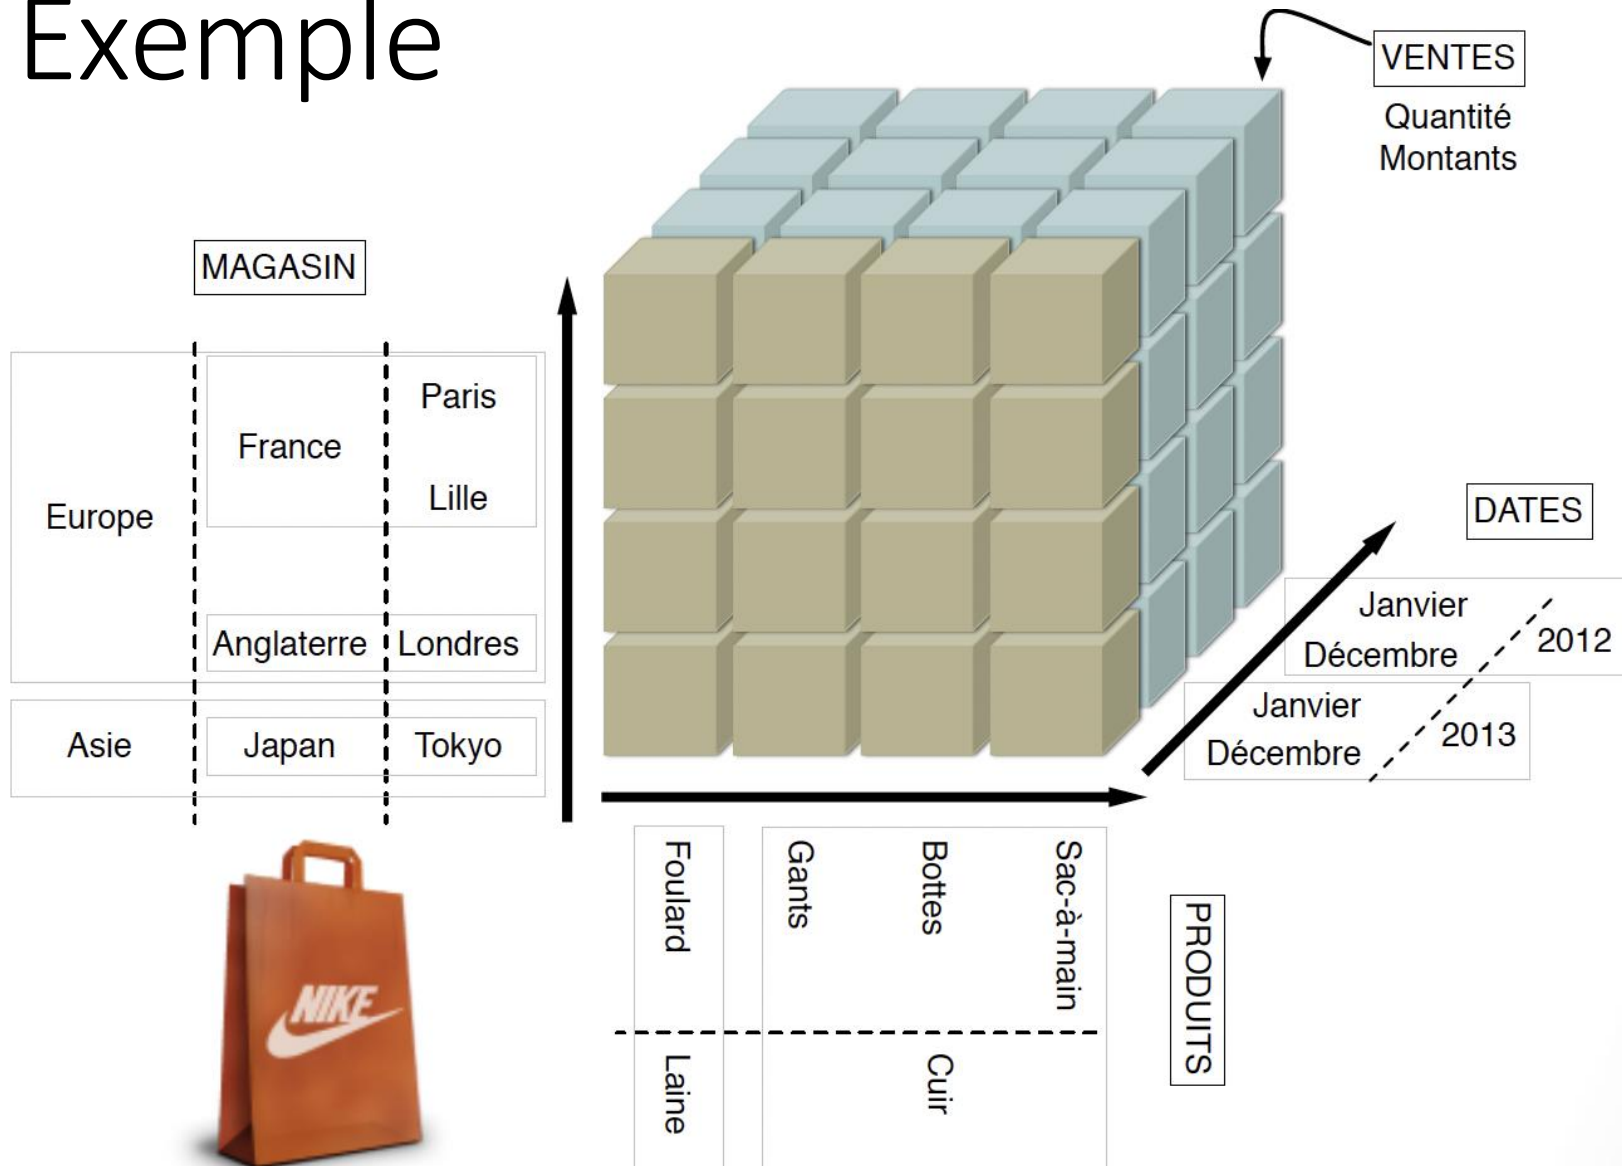 Exemple
VENTES
Quantité
Montants
MAGASIN
Paris
France
Lille
Europe
Anglaterre
Londres
Asie
Japan
Tokyo
DATES
Janvier
Décembre
2012
Janvier
Décembre
2013
Foulard
Gants
Bottes
Sac-à-main
Laine
Cuir
PRODUITS
NIKE